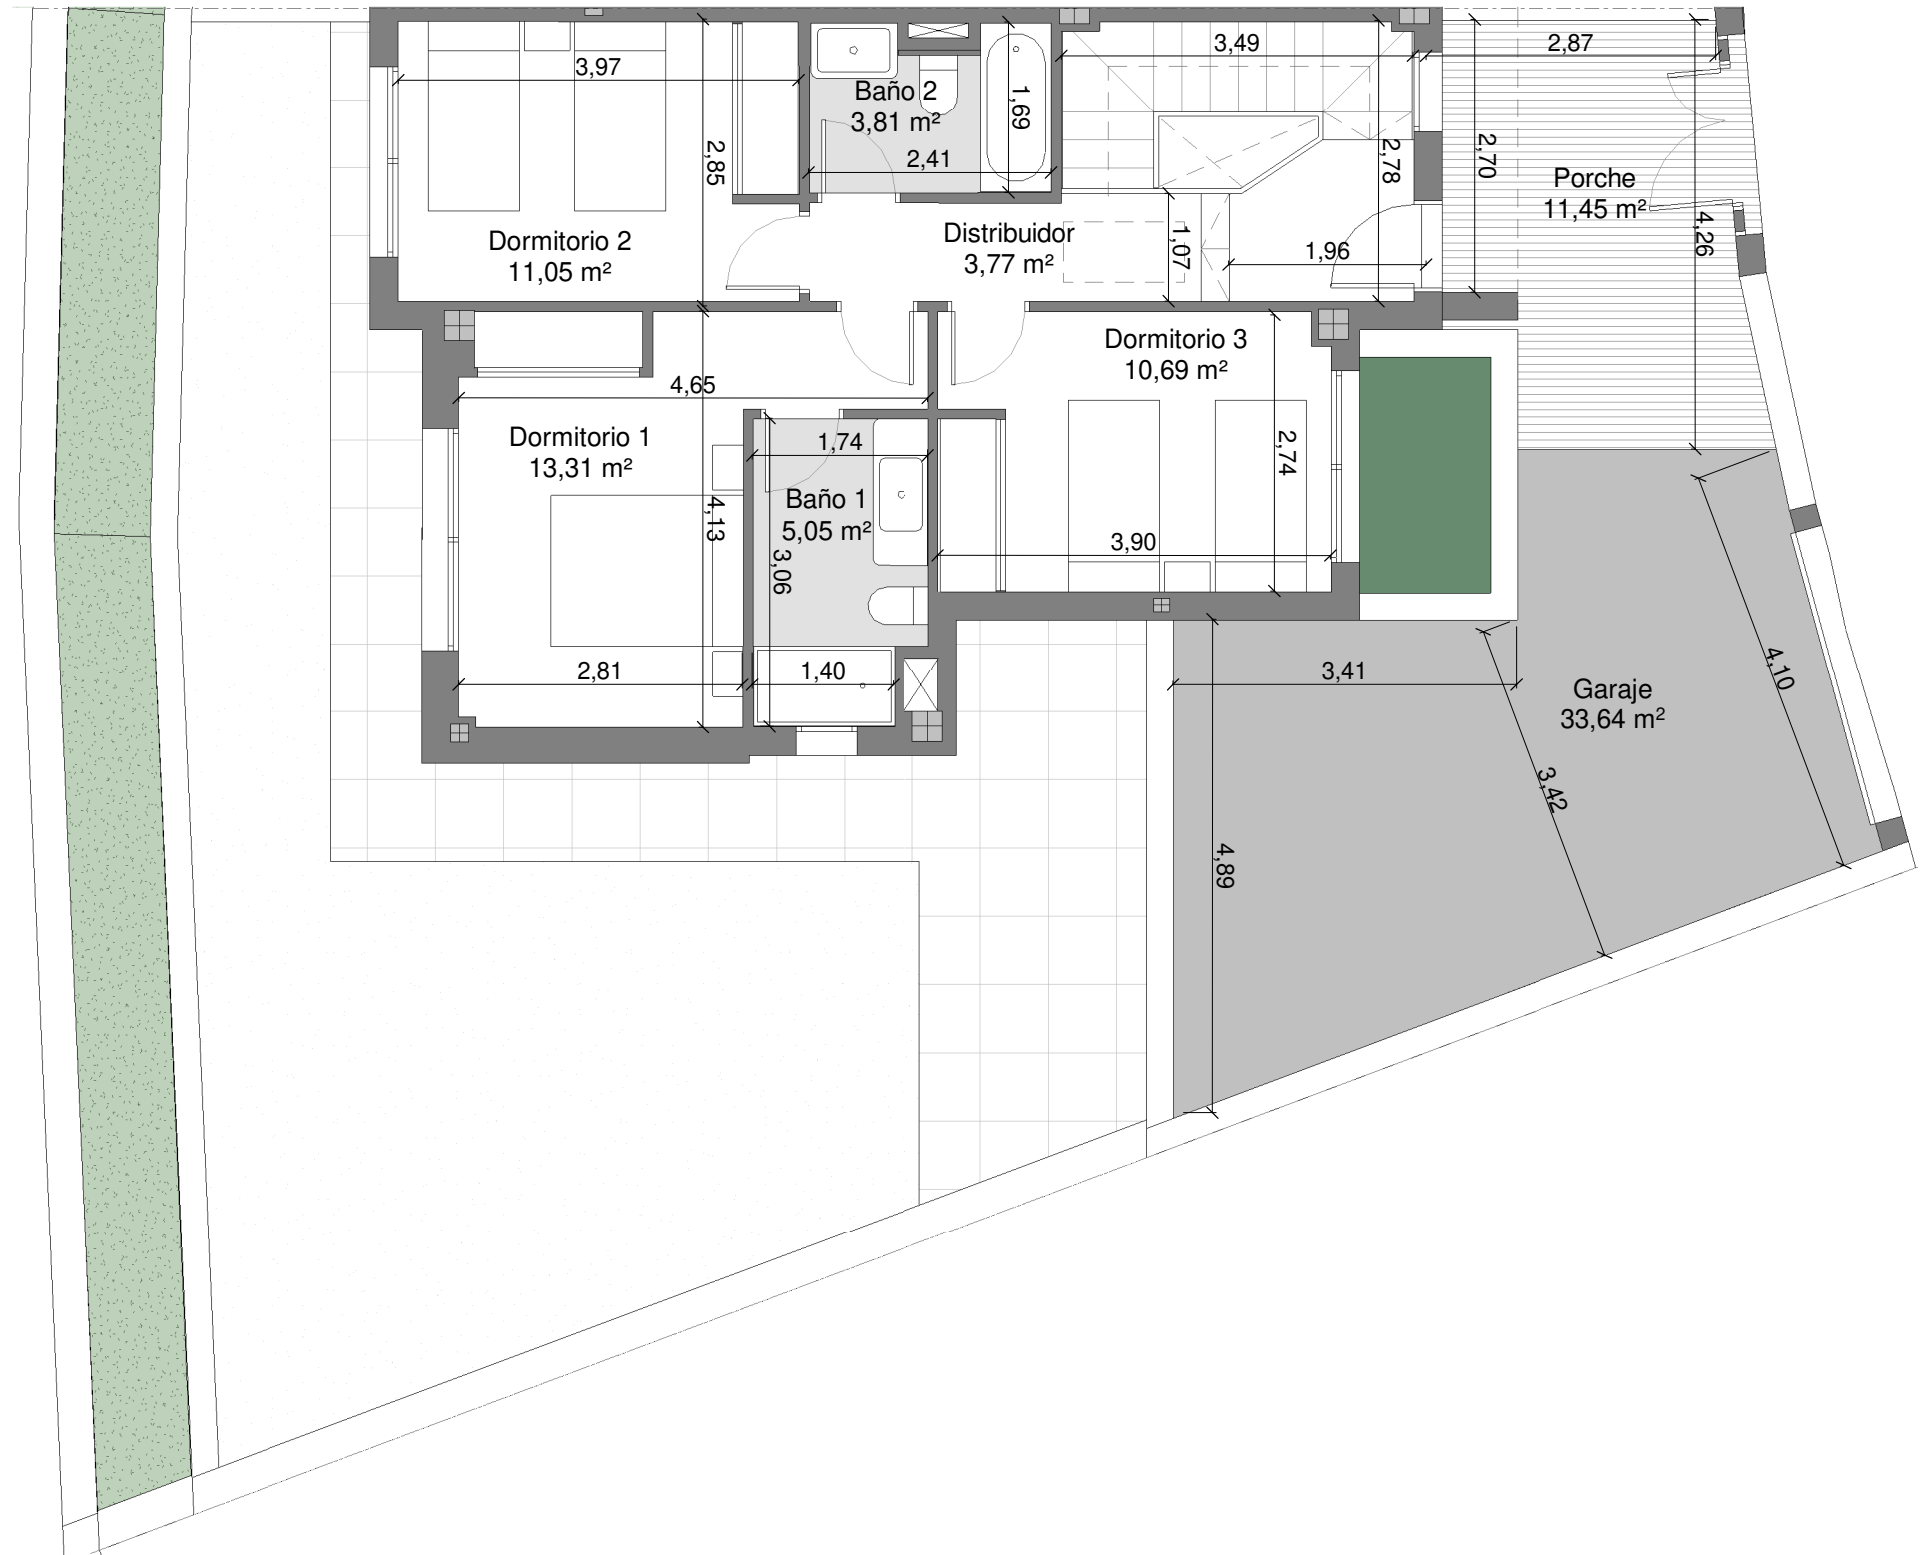 3,49
2,87
3,97
Baño 2
3,81 m²
1,69
2,41
2,85
2,78
2,70
Porche
11,45 m²
Dormitorio 2
11,05 m²
Distribuidor
3,77 m²
1,07
1,96
4,26
Dormitorio 3
10,69 m²
4,65
Dormitorio 1
13,31 m²
1,74
2,74
Baño 1
5,05 m²
4,13
3,06
3,90
2,81
1,40
3,41
4,10
Garaje
33,64 m²
3,42
4,89